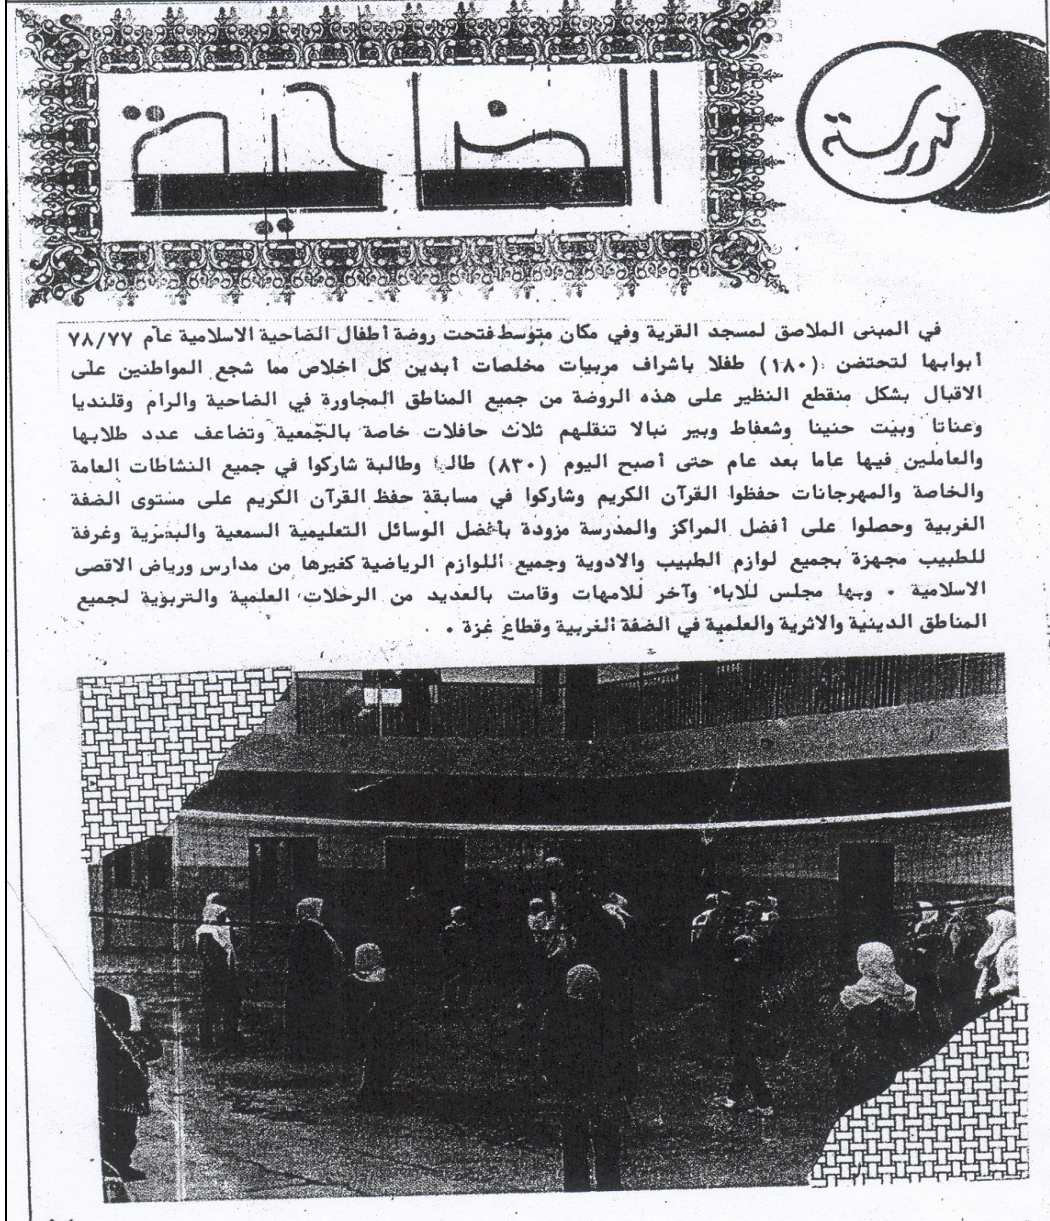 مدرسة
الضاحية
في المبنى الملاصق لمسجد القرية وفي مكان متوسط فتحت روضة أطفال الضاحية الاسلامية عام ٧٨/٧٧
أبوابها لتحتضن (١٨٠) طفلا باشراف مربيات مخلصات أبدين كل اخلاص مما شجع المواطنين على
الاقبال بشكل منقطع النظير على هذه الروضة من جميع المناطق المجاورة في الضاحية والرام وقلنديا
وعناتا وبيت حنينا وشعفاط وبير نبالا تنقلهم ثلاث حافلات خاصة بالجمعية وتضاعف عدد طلابها
والعاملين فيها عاما بعد عام حتى أصبح اليوم (٨٣٠) طالبا وطالبة شاركوا في جميع النشاطات العامة
والخاصة والمهرجانات حفظوا القرآن الكريم وشاركوا في مسابقة حفظ القرآن الكريم على مستوى الضفة
الغربية وحصلوا على أفضل المراكز والمدرسة مزودة بأفضل الوسائل التعليمية السمعية والبصرية وغرفة
للطبيب مجهزة بجميع لوازم الطبيب والادوية وجميع اللوازم الرياضية كغيرها من مدارس ورياض الاقصى
الاسلامية . وبها مجلس للاباء وآخر للامهات وقامت بالعديد من الرحلات العلمية والتربوية لجميع
المناطق الدينية والاثرية والعلمية في الضفة الغربية وقطاع غزة .